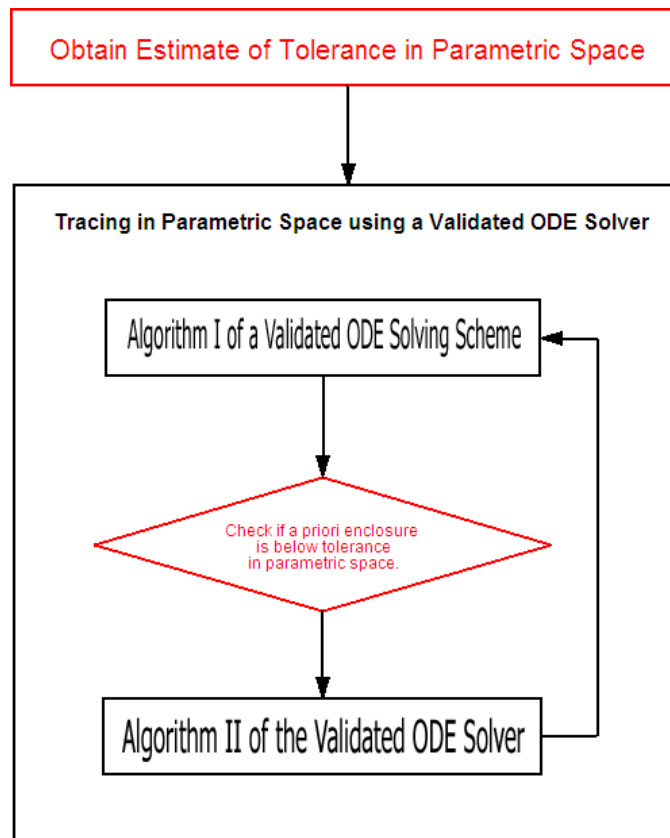 Obtain Estimate of Tolerance in Parametric Space
Tracing in Parametric Space using a Validated ODE Solver
Algorithm I of a Validated ODE Solving Scheme
Check if a priori enclosure
is below tolerance
in parametric space.
Algorithm II of the Validated ODE Solver